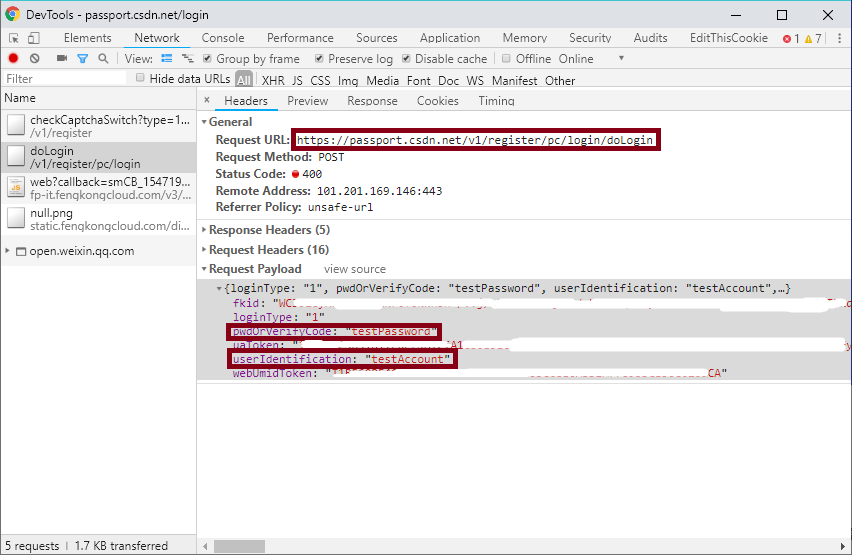 DevTools - passport.csdn.net/login
Elements Network Console Performance Application Memory Security Audits EditThisCookie 1 7
View: Group by frame Preserve log Disable cache Offline Online
Filter Hide data URLs All XHR JS CSS Img Media Font Doc WS Manifest Other
Name
× Headers Preview Response Cookies Timing
checkCaptchaSwitch?type=1...
/v1/register
doLogin
/v1/register/pc/login
web?callback=smCB_154719...
fp-it.fengkongcloud.com/v3/...
null.png
static.fengkongcloud.com/di...
open.weixin.qq.com
General
Request URL: https://passport.csdn.net/v1/register/pc/login/doLogin
Request Method: POST
Status Code: 400
Remote Address: 101.201.169.146:443
Referrer Policy: unsafe-url
Response Headers (5)
Request Headers (16)
Request Payload view source
{loginType: "1", pwdOrVerifyCode: "testPassword", userIdentification: "testAccount",…}
fkid:
loginType: "1"
pwdOrVerifyCode: "testPassword"
uaToken:
userIdentification: "testAccount"
webUmidToken: CA"
5 requests | 1.7 KB transferred